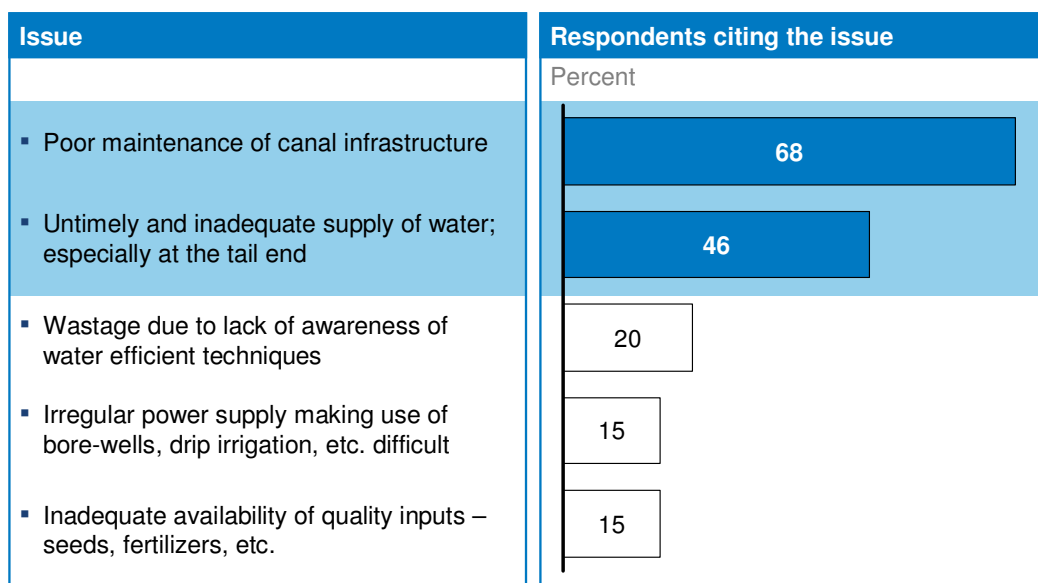 Issue
Respondents citing the issue
Percent
▪ Poor maintenance of canal infrastructure
68
▪ Untimely and inadequate supply of water;
especially at the tail end
46
▪ Wastage due to lack of awareness of
water efficient techniques
20
▪ Irregular power supply making use of
bore-wells, drip irrigation, etc. difficult
15
▪ Inadequate availability of quality inputs –
seeds, fertilizers, etc.
15